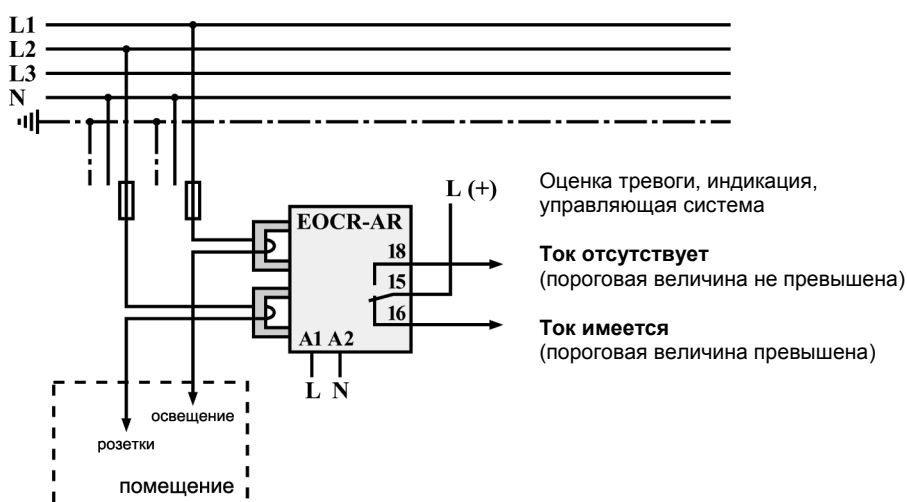 L1
L2
L3
N
L (+)
EOCR-AR
18
15
16
A1 A2
L N
Оценка тревоги, индикация,
управляющая система
Ток отсутствует
(пороговая величина не превышена)
Ток имеется
(пороговая величина превышена)
освещение
розетки
помещение